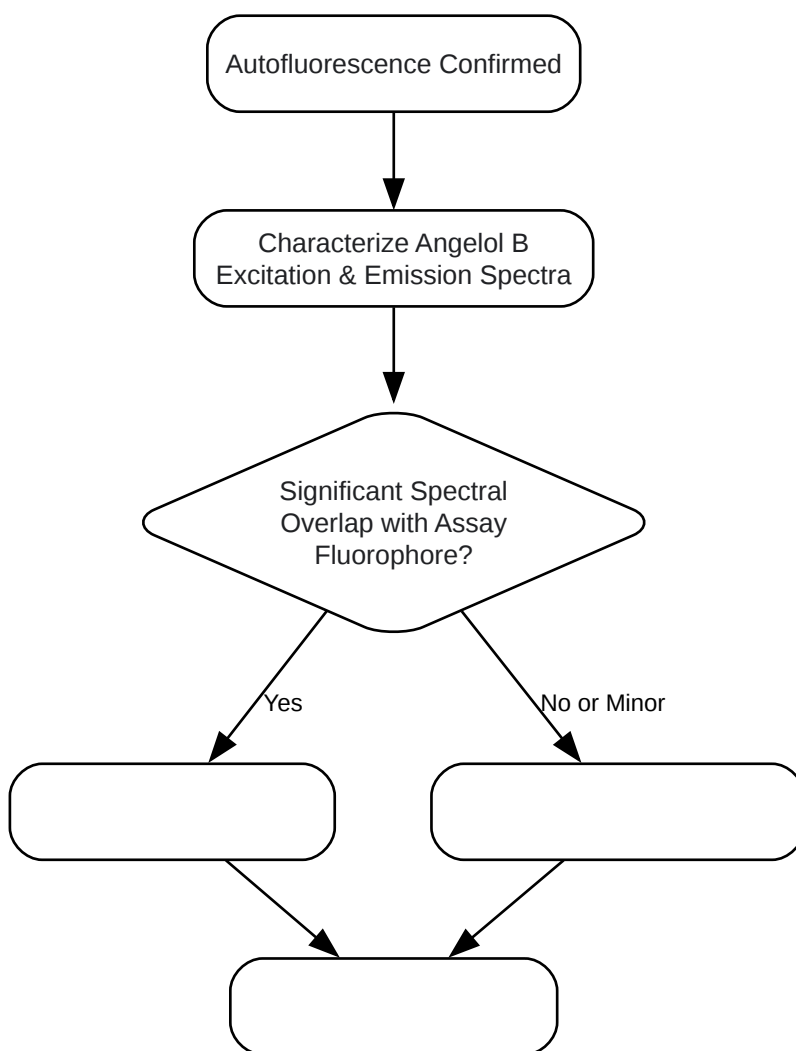 Autofluorescence Confirmed
Characterize Angelol B
Excitation & Emission Spectra
Significant Spectral
Overlap with Assay
Fluorophore?
Yes
No or Minor